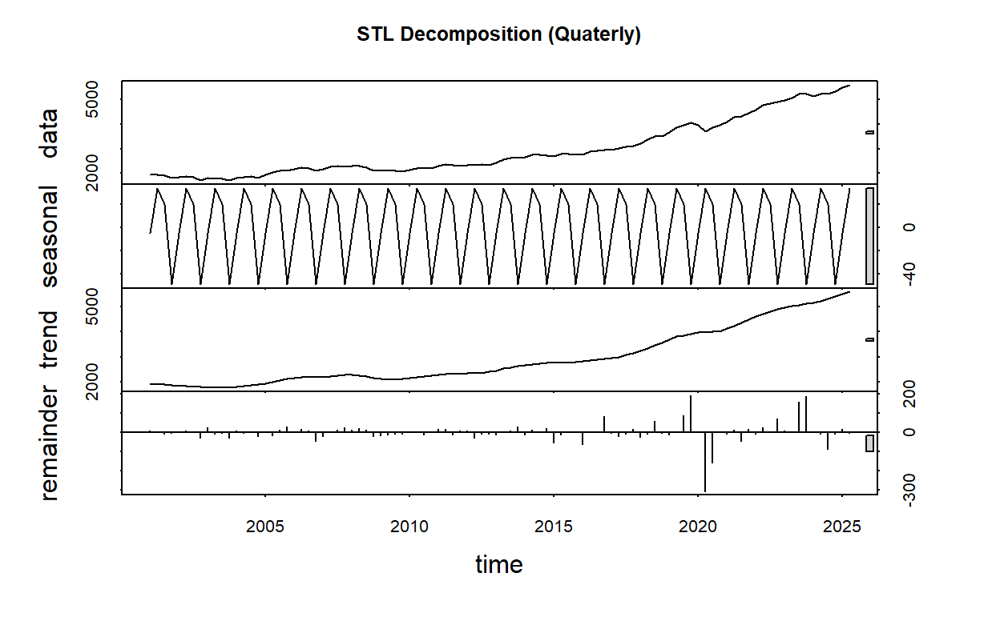 STL Decomposition (Quaterly)
data
2000
5000
seasonal
-40
0
trend
2000
5000
remainder
-300
0
200
2005 2010 2015 2020 2025
time